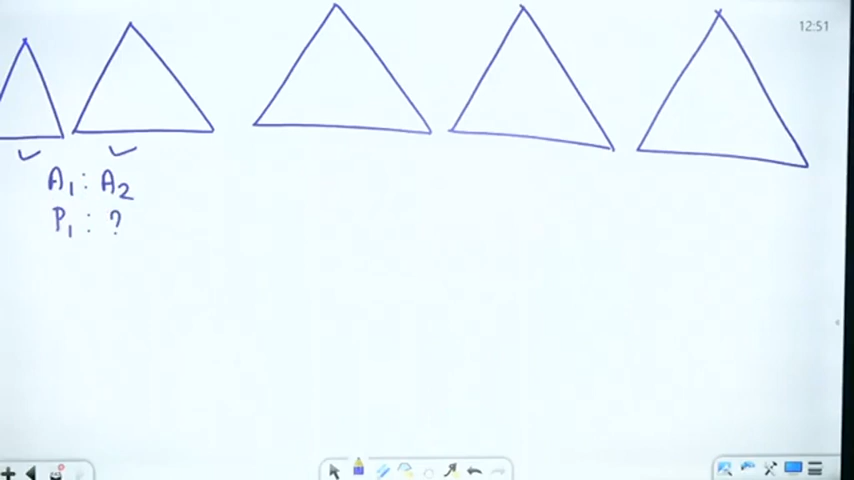 12:51
A₁ : A₂
P₁ : ?